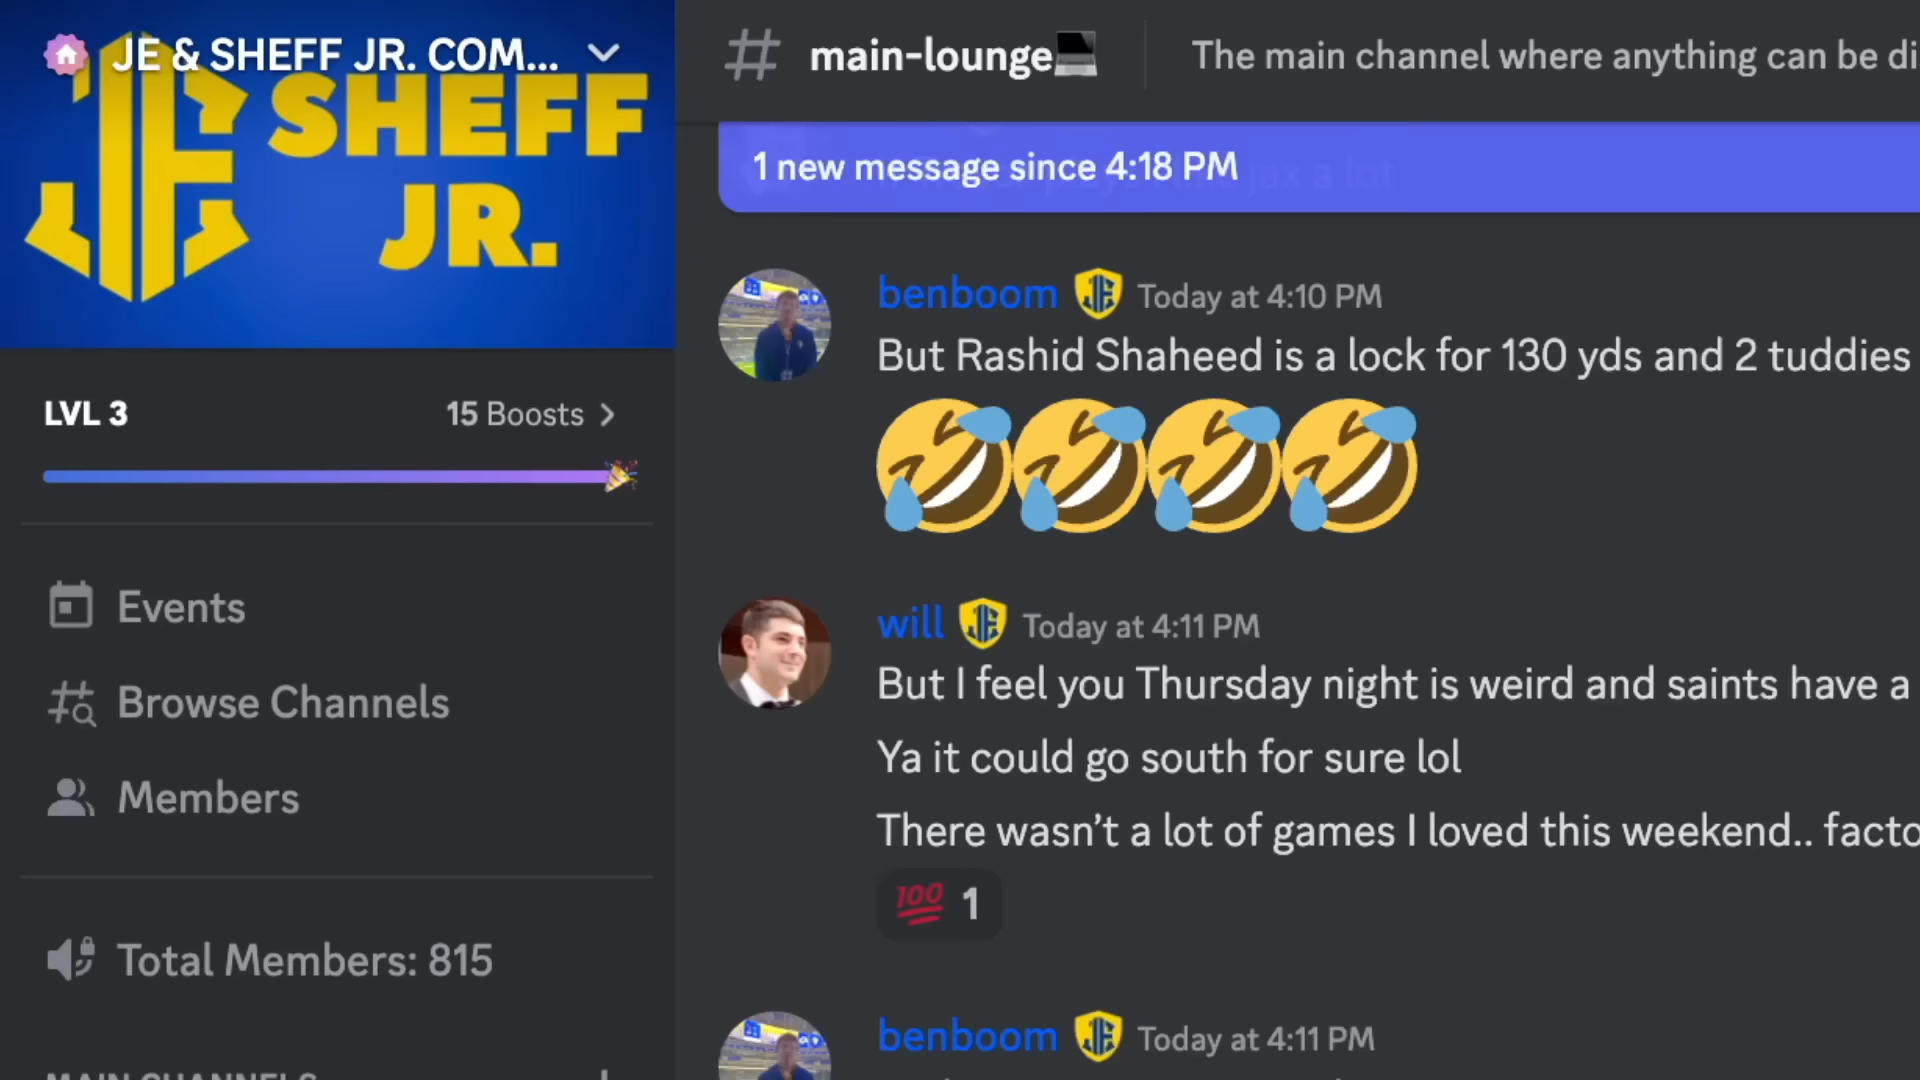 JE & SHEFF JR. COM...
SHEFF
JR.
LVL 3
15 Boosts
Events
Browse Channels
Members
Total Members: 815
MAIN CHANNELS
main-lounge
The main channel where anything can be di
1 new message since 4:18 PM
jax a lot
benboom Today at 4:10 PM
But Rashid Shaheed is a lock for 130 yds and 2 tuddies
🤣🤣🤣🤣
will Today at 4:11 PM
But I feel you Thursday night is weird and saints have a
Ya it could go south for sure lol
There wasn't a lot of games I loved this weekend.. facto
💯 1
benboom Today at 4:11 PM